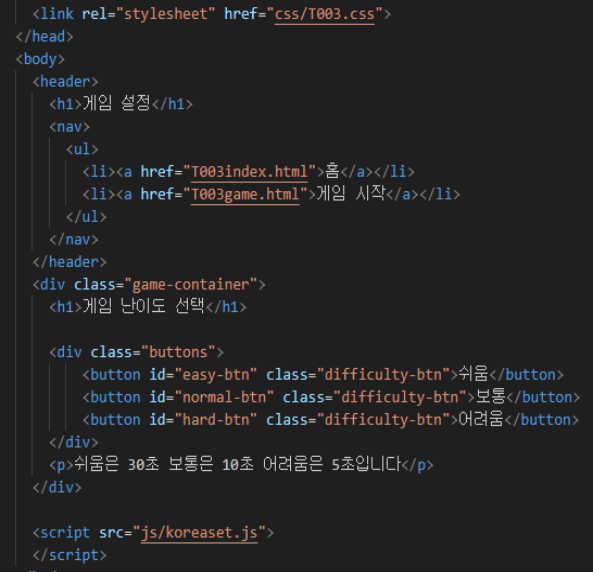 <link rel="stylesheet" href="css/T003.css">
</head>
<body>
<header>
<h1>게임 설정</h1>
<nav>
<ul>
<li><a href="T003index.html">홈</a></li>
<li><a href="T003game.html">게임 시작</a></li>
</ul>
</nav>
</header>
<div class="game-container">
<h1>게임 난이도 선택</h1>
<div class="buttons">
<button id="easy-btn" class="difficulty-btn">쉬움</button>
<button id="normal-btn" class="difficulty-btn">보통</button>
<button id="hard-btn" class="difficulty-btn">어려움</button>
</div>
<p>쉬움은 30초 보통은 10초 어려움은 5초입니다</p>
</div>
<script src="js/koreaset.js">
</script>